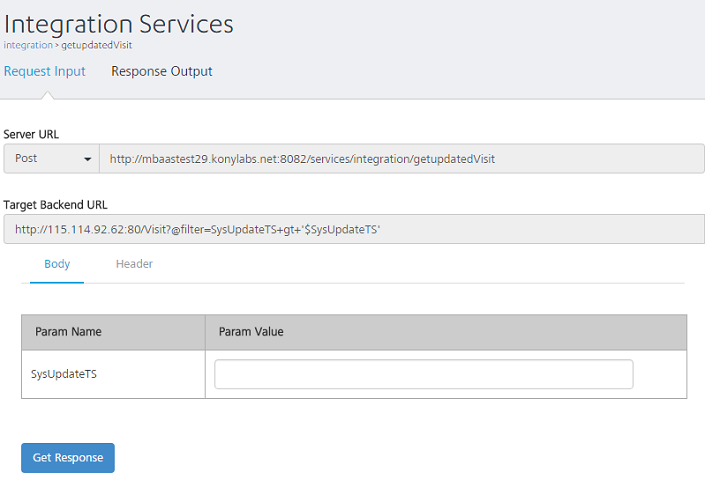 Integration Services
integration > getupdatedVisit
Request Input Response Output
Server URL
Post http://mbaastest29.konylabs.net:8082/services/integration/getupdatedVisit
Target Backend URL
http://115.114.92.62:80/Visit?@filter=SysUpdateTS+gt+'$SysUpdateTS'
Body Header
Param Name Param Value
SysUpdateTS
Get Response